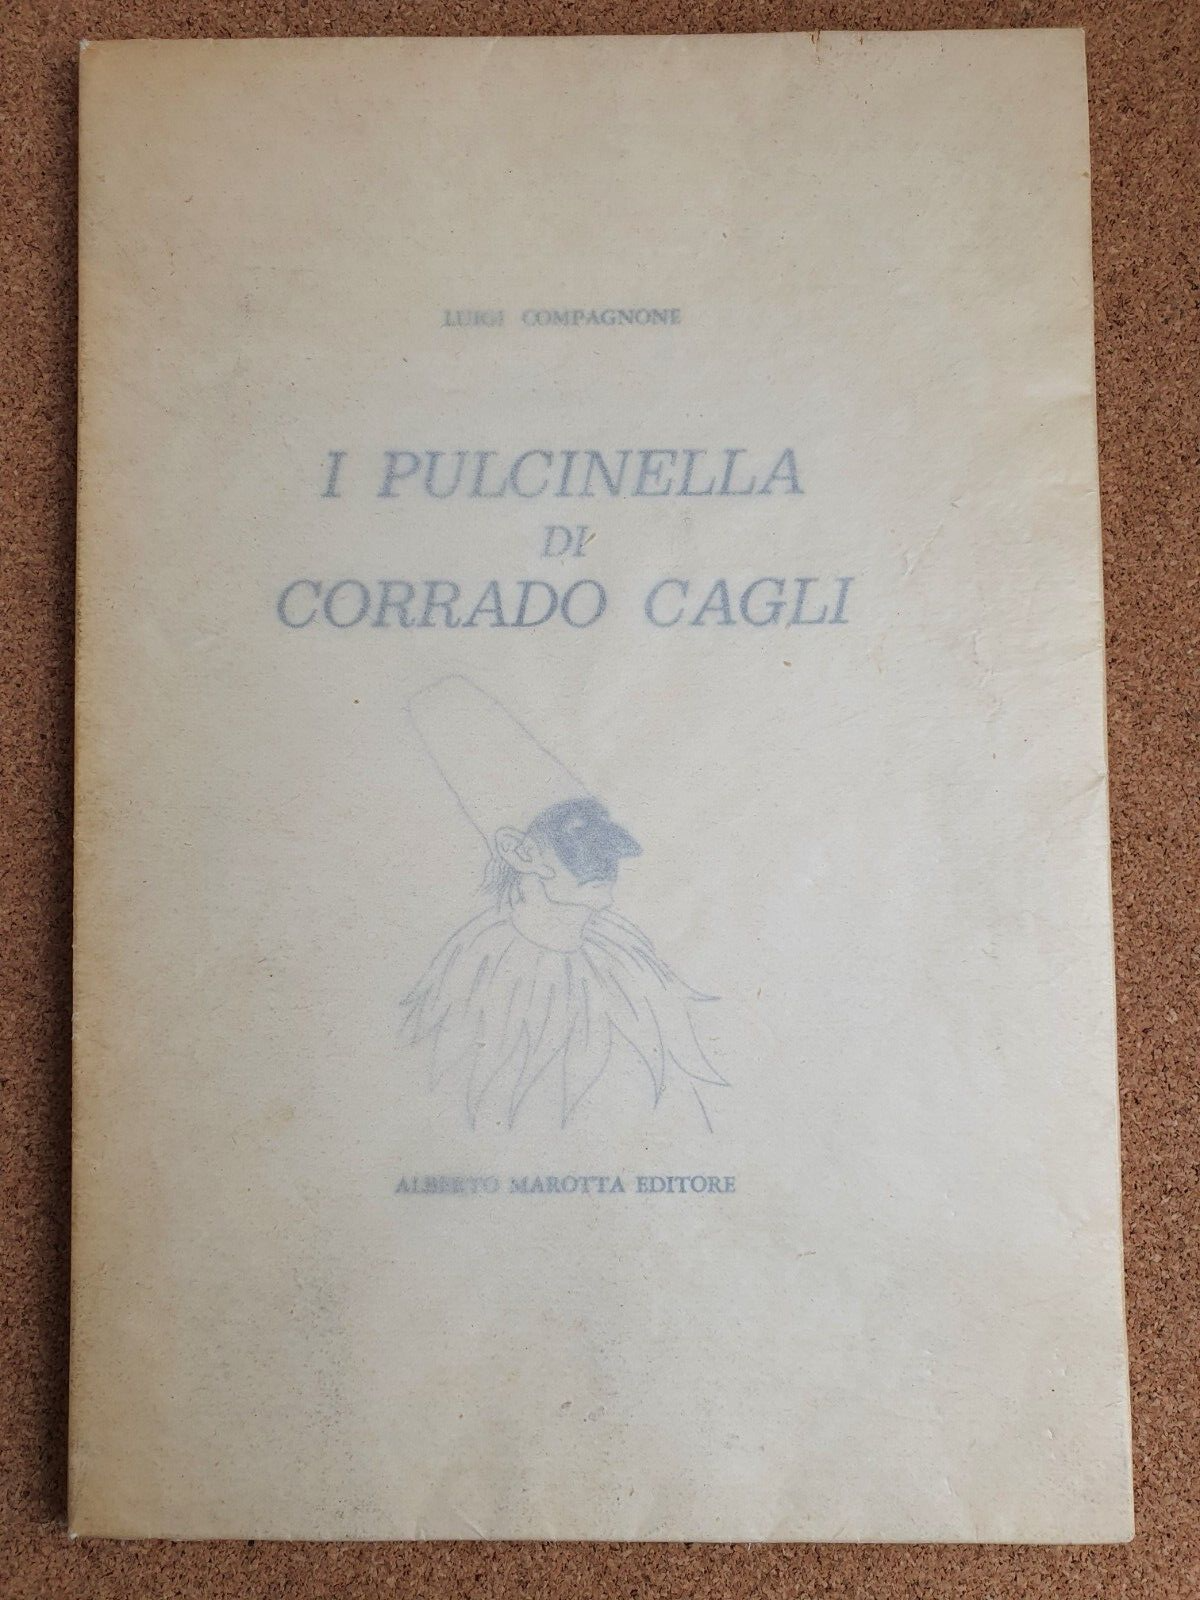 LUIGI COMPAGNONE
I PULCINELLA
DI
CORRADO CAGLI
ALBERTO MAROTTA EDITORE